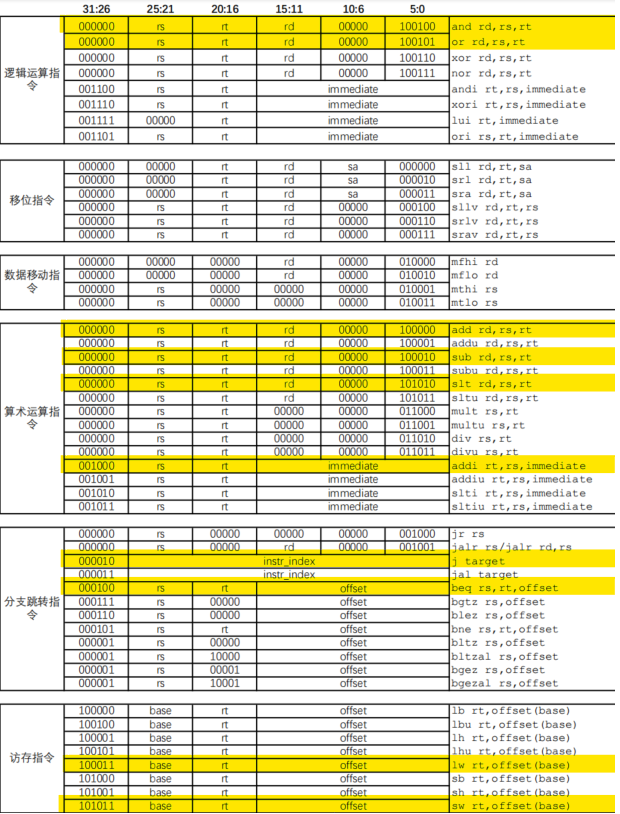 31:26 25:21 20:16 15:11 10:6 5:0
逻辑运算指令
000000 rs rt rd 00000 100100 and rd,rs,rt
000000 rs rt rd 00000 100101 or rd,rs,rt
000000 rs rt rd 00000 100110 xor rd,rs,rt
000000 rs rt rd 00000 100111 nor rd,rs,rt
001100 rs rt immediate andi rt,rs,immediate
001110 rs rt immediate xori rt,rs,immediate
001111 00000 rt immediate lui rt,immediate
001101 rs rt immediate ori rs,rt,immediate
移位指令
000000 00000 rt rd sa 000000 sll rd,rt,sa
000000 00000 rt rd sa 000010 srl rd,rt,sa
000000 00000 rt rd sa 000011 sra rd,rt,sa
000000 rs rt rd 00000 000100 sllv rd,rt,rs
000000 rs rt rd 00000 000110 srlv rd,rt,rs
000000 rs rt rd 00000 000111 srav rd,rt,rs
数据移动指令
000000 00000 00000 rd 00000 010000 mfhi rd
000000 00000 00000 rd 00000 010010 mflo rd
000000 rs 00000 00000 00000 010001 mthi rs
000000 rs 00000 00000 00000 010011 mtlo rs
算术运算指令
000000 rs rt rd 00000 100000 add rd,rs,rt
000000 rs rt rd 00000 100001 addu rd,rs,rt
000000 rs rt rd 00000 100010 sub rd,rs,rt
000000 rs rt rd 00000 100011 subu rd,rs,rt
000000 rs rt rd 00000 101010 slt rd,rs,rt
000000 rs rt rd 00000 101011 sltu rd,rs,rt
000000 rs rt 00000 00000 011000 mult rs,rt
000000 rs rt 00000 00000 011001 multu rs,rt
000000 rs rt 00000 00000 011010 div rs,rt
000000 rs rt 00000 00000 011011 divu rs,rt
001000 rs rt immediate addi rt,rs,immediate
001001 rs rt immediate addiu rt,rs,immediate
001010 rs rt immediate slti rt,rs,immediate
001011 rs rt immediate sltiu rt,rs,immediate
分支跳转指令
000000 rs 00000 00000 00000 001000 jr rs
000000 rs 00000 rd 00000 001001 jalr rs/jalr rd,rs
000010 instr_index j target
000011 instr_index jal target
000100 rs rt offset beq rs,rt,offset
000111 rs 00000 offset bgtz rs,offset
000110 rs 00000 offset blez rs,offset
000101 rs rt offset bne rs,rt,offset
000001 rs 00000 offset bltz rs,offset
000001 rs 10000 offset bltzal rs,offset
000001 rs 00001 offset bgez rs,offset
000001 rs 10001 offset bgezal rs,offset
访存指令
100000 base rt offset lb rt,offset(base)
100100 base rt offset lbu rt,offset(base)
100001 base rt offset lh rt,offset(base)
100101 base rt offset lhu rt,offset(base)
100011 base rt offset lw rt,offset(base)
101000 base rt offset sb rt,offset(base)
101001 base rt offset sh rt,offset(base)
101011 base rt offset sw rt,offset(base)